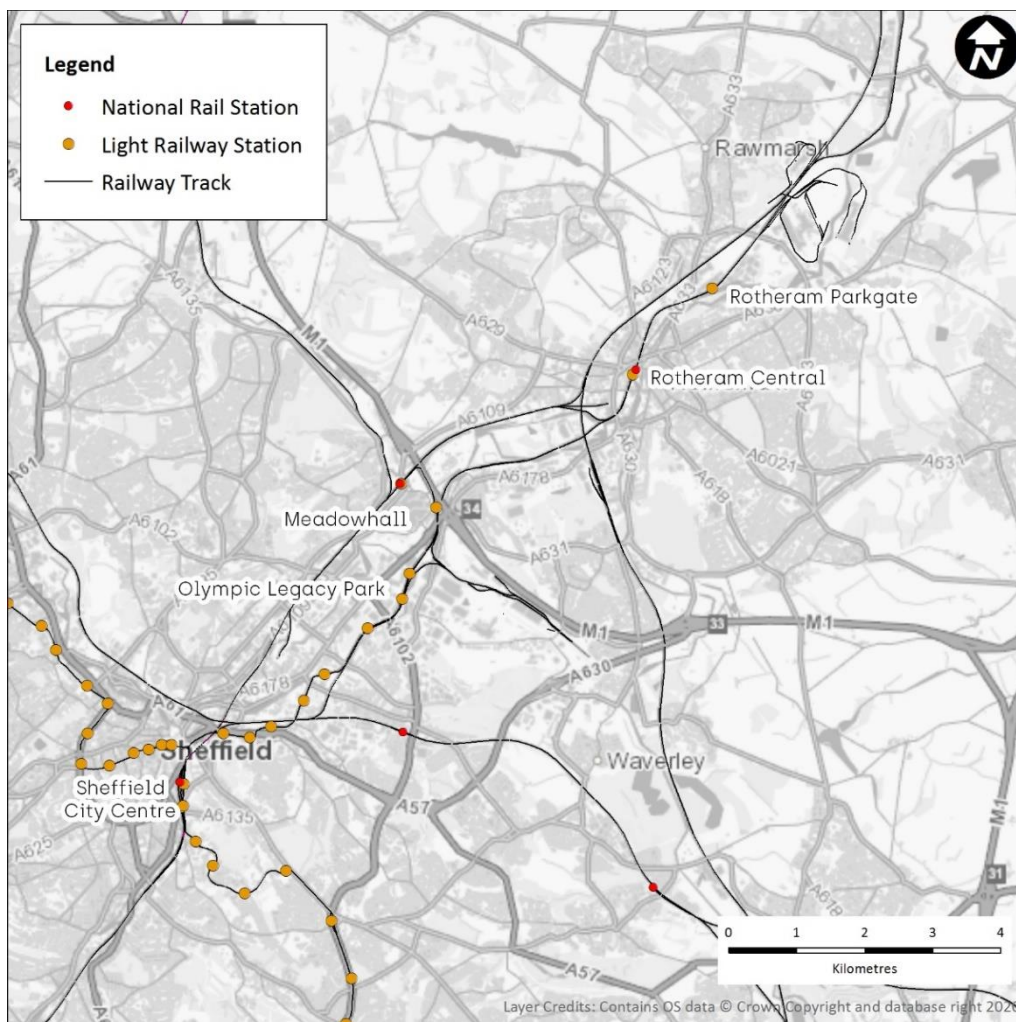 Legend
National Rail Station
Light Railway Station
Railway Track
N
A633
Rawmarsh
A6135
A6123
M1
A629
Rotheram Parkgate
Rotheram Central
A6109
A61
A6021
A631
A618
A630
A6178
34
Meadowhall
A6102
A631
Olympic Legacy Park
M1
33
M1
A6102
A630
A6178
Sheffield
Waverley
Sheffield
City Centre
A57
A6135
A625
M1
31
A618
A57
0 1 2 3 4
Kilometres
Layer Credits: Contains OS data © Crown Copyright and database right 2026